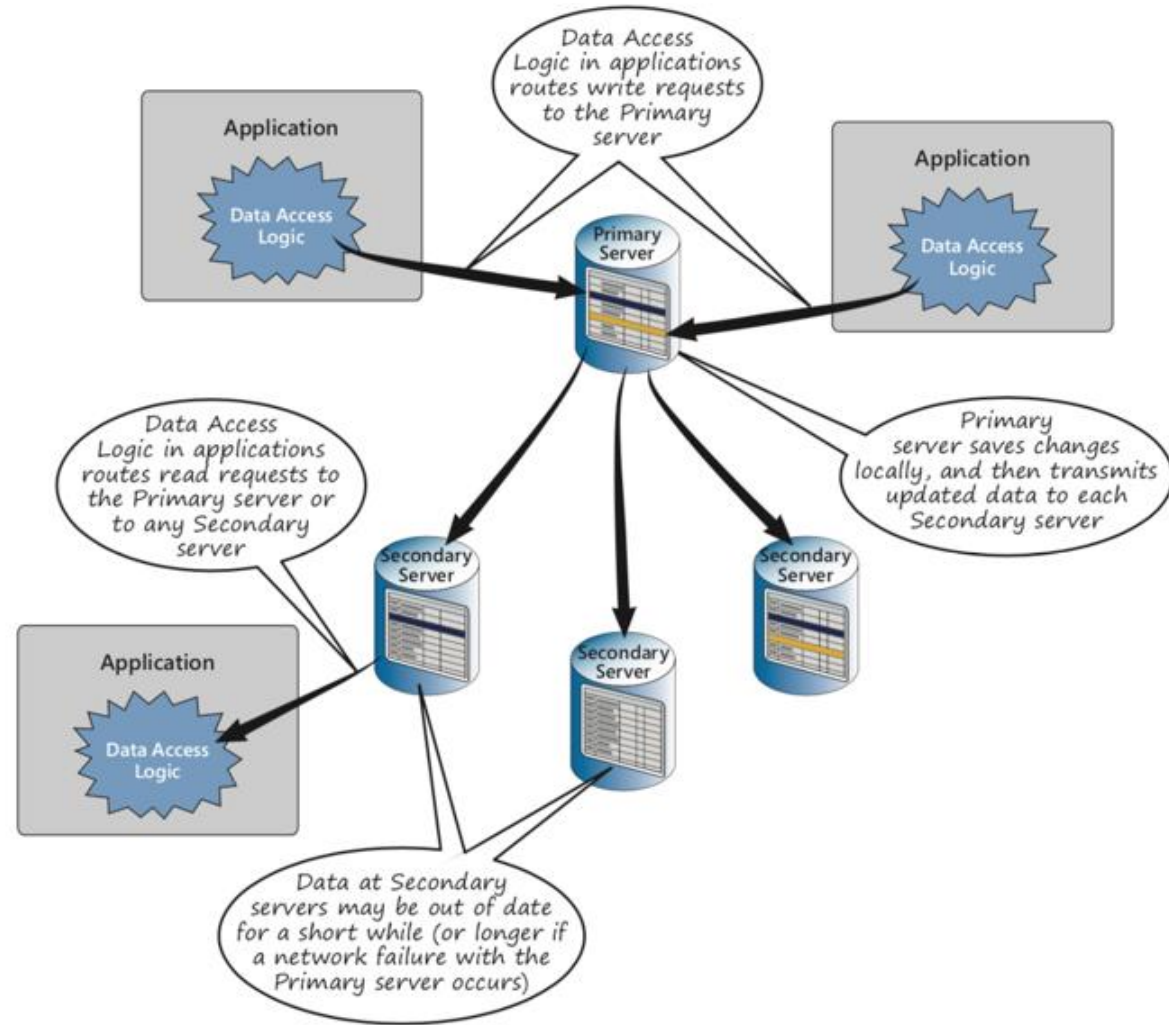 Data Access
Logic in applications
routes write requests
to the Primary
server
Application
Data Access
Logic
Application
Data Access
Logic
Primary
Server
Data Access
Logic in applications
routes read requests to
the Primary server or
to any Secondary
server
Primary
server saves changes
locally, and then transmits
updated data to each
Secondary server
Secondary
Server
Secondary
Server
Secondary
Server
Application
Data Access
Logic
Data at Secondary
servers may be out of date
for a short while (or longer if
a network failure with the
Primary server occurs)